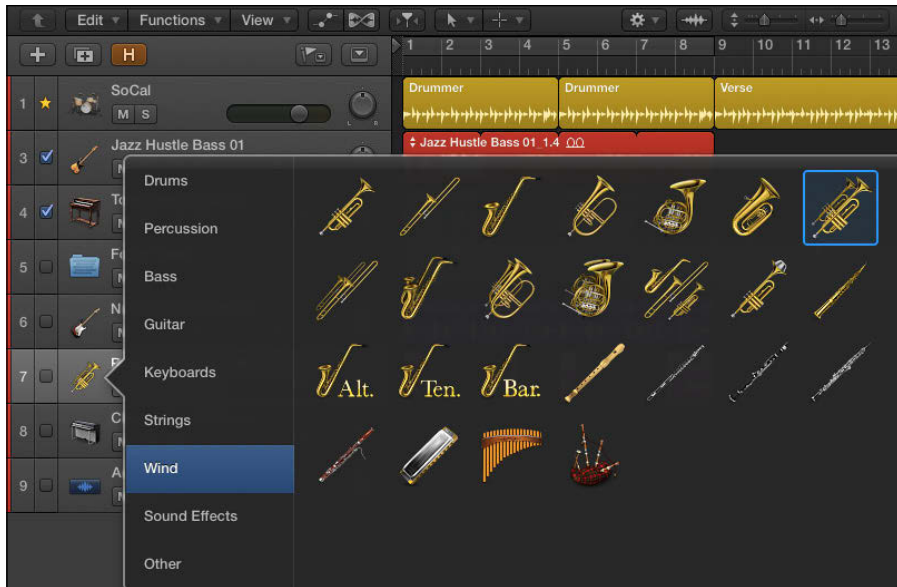 Edit Functions View
1 2 3 4 5 6 7 8 9 10 11 12 13
H
1 SoCal
M S
L R
Drummer Drummer Verse
3 Jazz Hustle Bass 01
Jazz Hustle Bass 01_1.4
4
5
6
7
8
9
Drums
Percussion
Bass
Guitar
Keyboards
Strings
Wind
Sound Effects
Other
Alt. Ten. Bar.